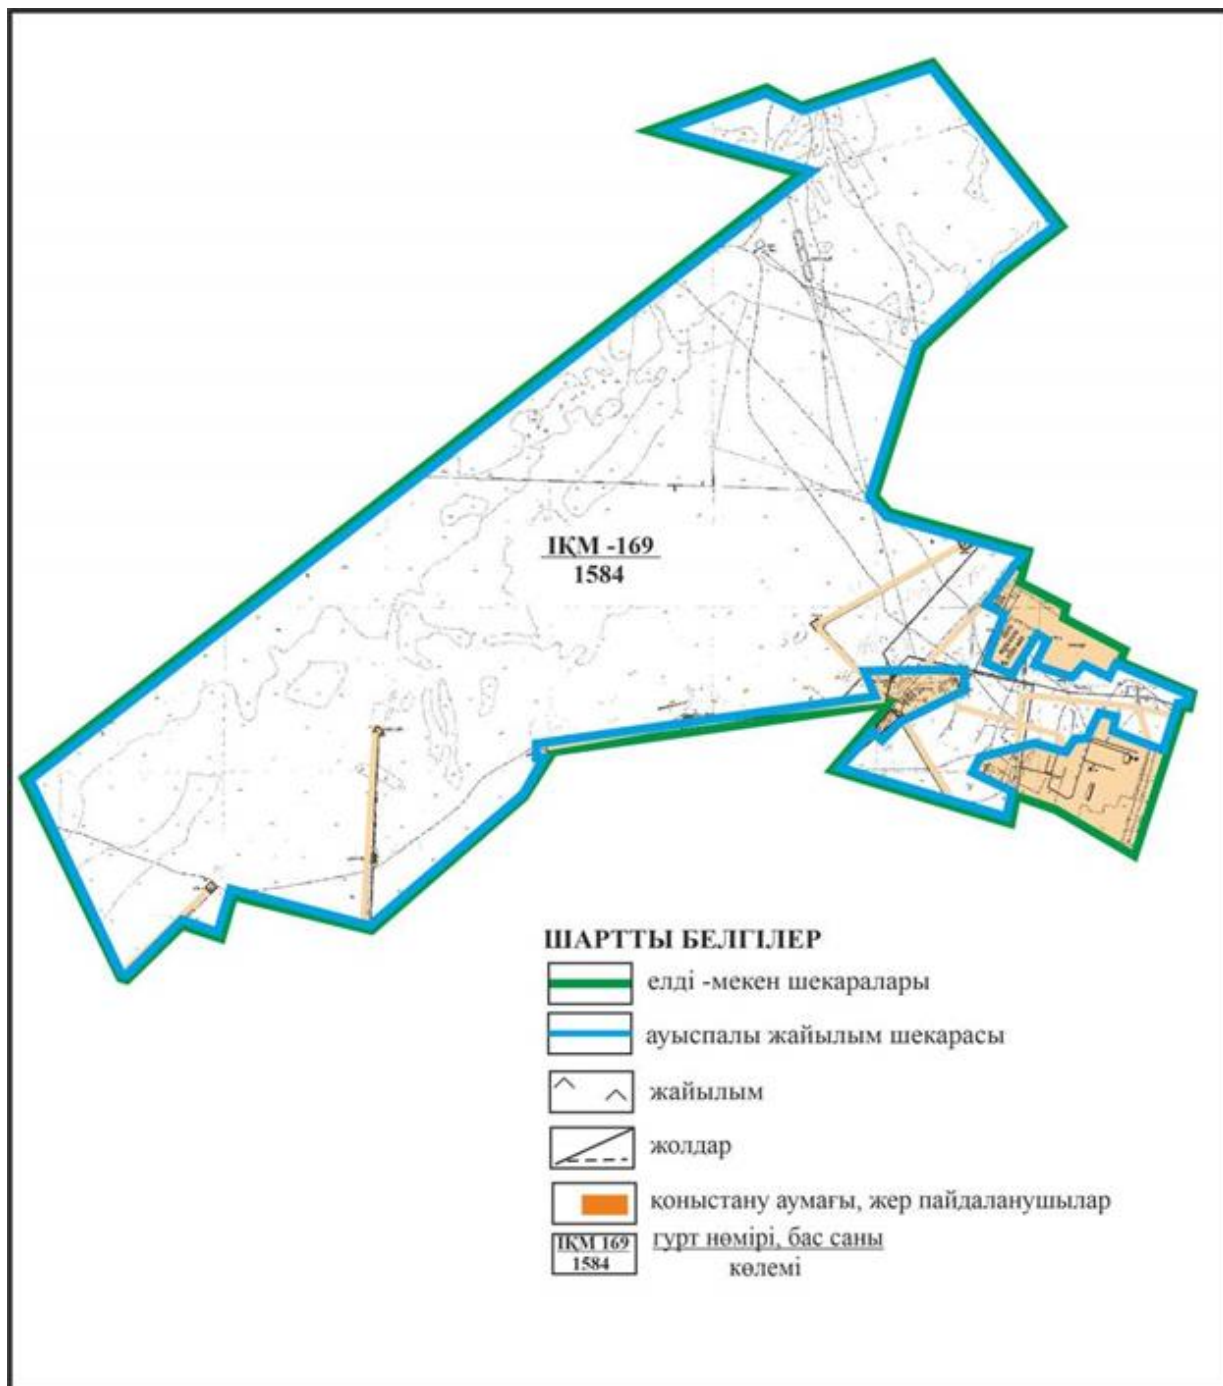 ІҚМ -169
1584
ШАРТТЫ БЕЛГІЛЕР
елді -мекен шекаралары
ауыспалы жайылым шекарасы
жайылым
жолдар
қоныстану аумағы, жер пайдаланушылар
ІҚМ 169
1584
гурт нөмірі, бас саны
көлемі